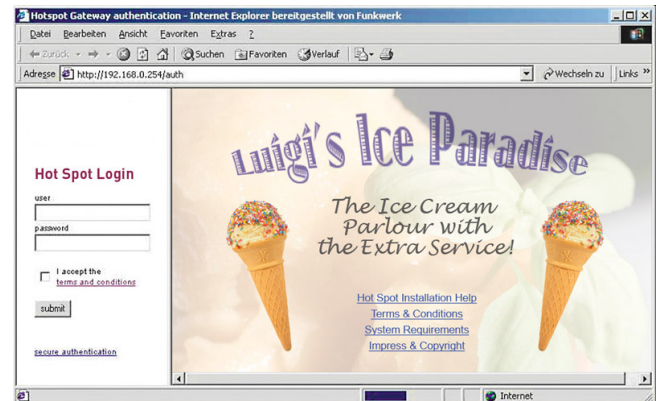 Hotspot Gateway authentication - Internet Explorer bereitgestellt von Funkwerk
Datei Bearbeiten Ansicht Favoriten Extras ?
Zurück Suchen Favoriten Verlauf
Adresse http://192.168.0.254/auth Wechseln zu Links »
Luigi's Ice Paradise
Hot Spot Login
user
password
I accept the
terms and conditions
submit
secure authentication
The Ice Cream
Parlour with
the Extra Service!
Hot Spot Installation Help
Terms & Conditions
System Requirements
Impress & Copyright
Internet